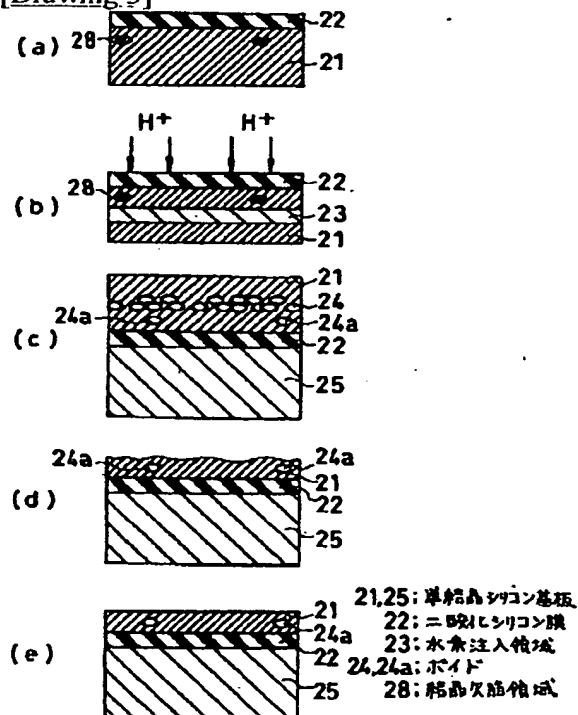 [Drawing 3]
22
(a) 28
21
H+ H+
22
28
(b) 23
21
21
24
24a 24a
(c) 22
25
24a 24a
21
(d) 22
25
21
24a
(e) 22
25
21,25; 単結晶シリコン基板
22; 二酸化シリコン膜
23; 水素注入領域
24,24a; ボイド
28; 結晶欠陥領域